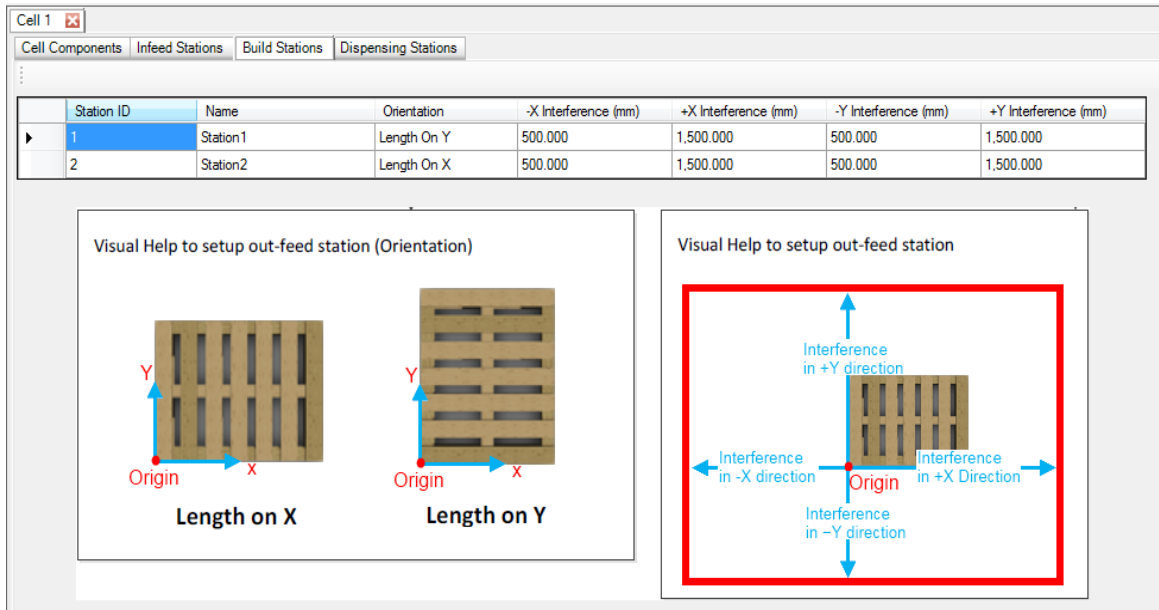 Cell 1
Cell Components Infeed Stations Build Stations Dispensing Stations
Station ID Name Orientation -X Interference (mm) +X Interference (mm) -Y Interference (mm) +Y Interference (mm)
1 Station1 Length On Y 500.000 1,500.000 500.000 1,500.000
2 Station2 Length On X 500.000 1,500.000 500.000 1,500.000
Visual Help to setup out-feed station (Orientation)
Y
x
Origin
Length on X
Y
x
Origin
Length on Y
Visual Help to setup out-feed station
Interference
in +Y direction
Interference
in -X direction
Interference
in +X Direction
Origin
Interference
in −Y direction